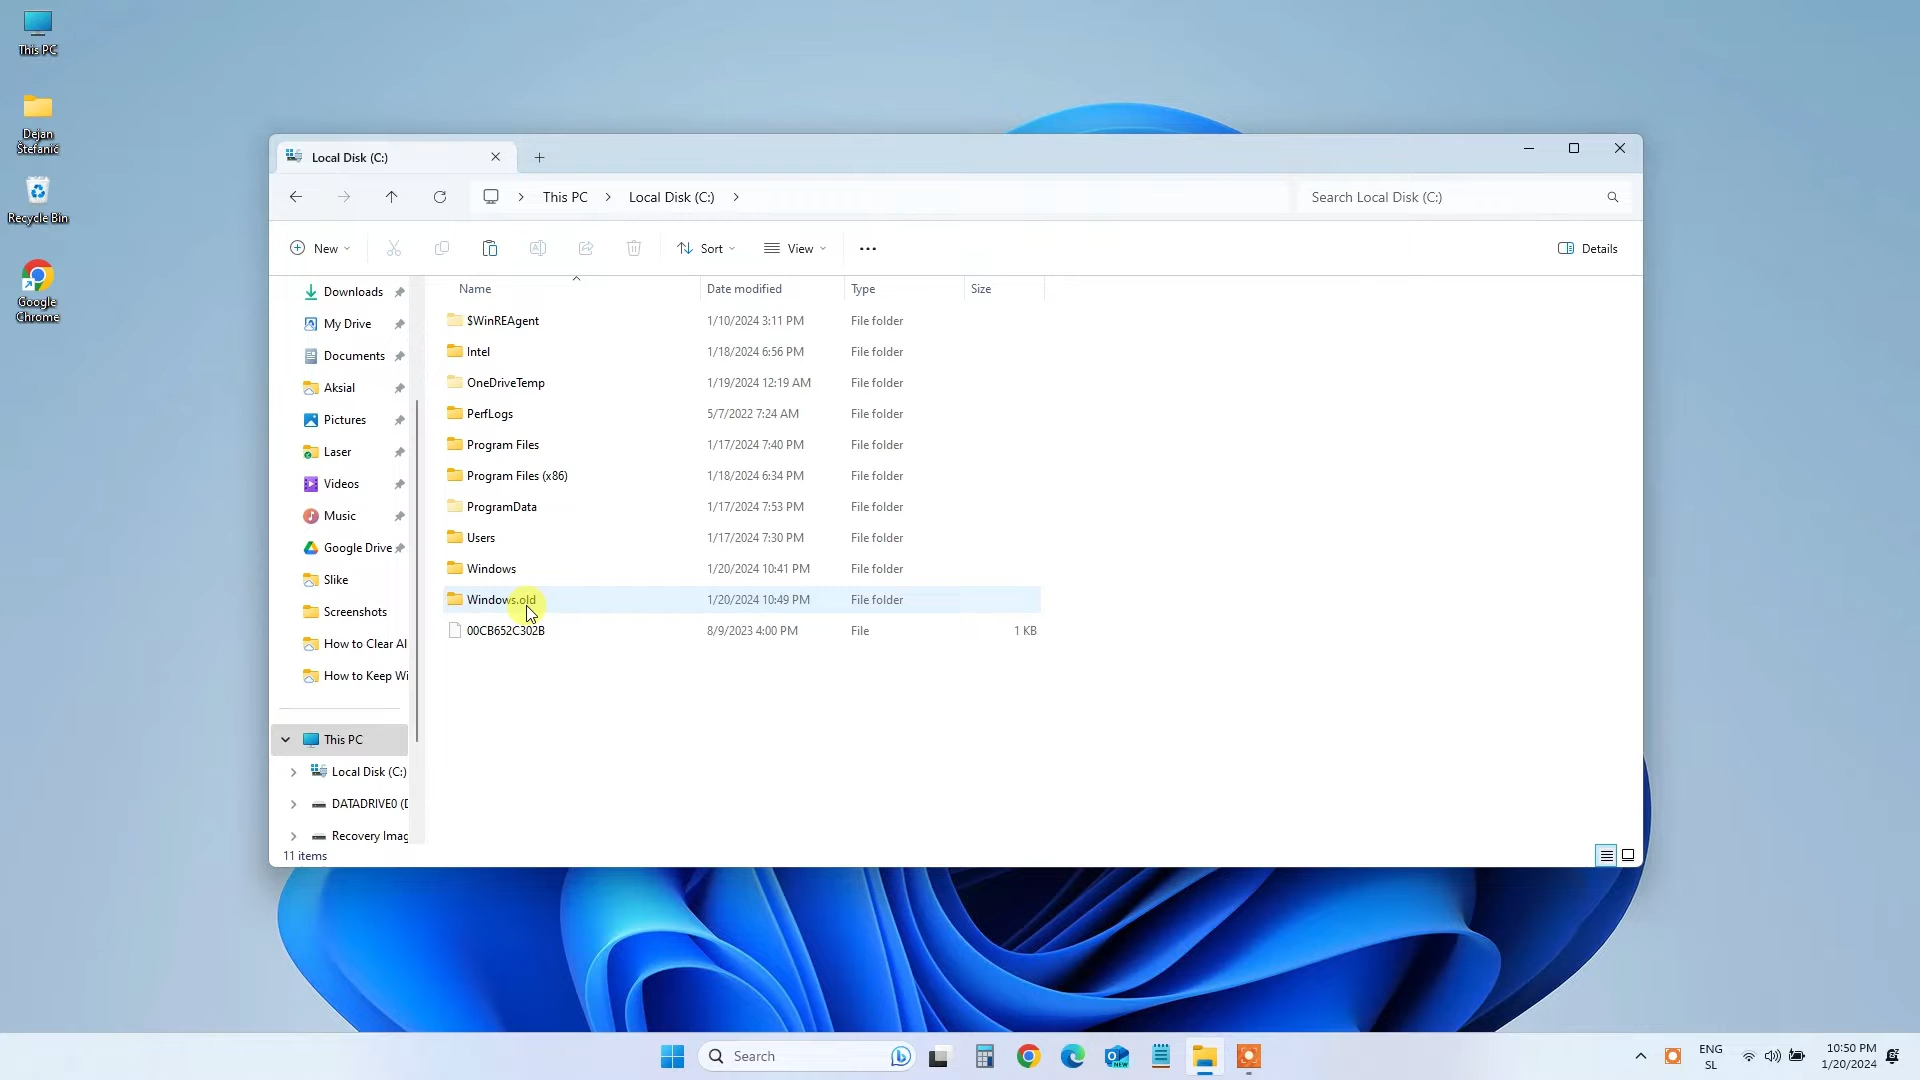 This PC
Dejan
Štefanič
Recycle Bin
Google
Chrome
Local Disk (C:)
This PC
Local Disk (C:)
Search Local Disk (C:)
New
Sort
View
Details
Downloads
My Drive
Documents
Aksial
Pictures
Laser
Videos
Music
Google Drive
Slike
Screenshots
How to Clear Al
How to Keep Wi
This PC
Local Disk (C:)
DATADRIVE0 (D
Recovery Imag
11 items
Name Date modified Type Size
$WinREAgent 1/10/2024 3:11 PM File folder
Intel 1/18/2024 6:56 PM File folder
OneDriveTemp 1/19/2024 12:19 AM File folder
PerfLogs 5/7/2022 7:24 AM File folder
Program Files 1/17/2024 7:40 PM File folder
Program Files (x86) 1/18/2024 6:34 PM File folder
ProgramData 1/17/2024 7:53 PM File folder
Users 1/17/2024 7:30 PM File folder
Windows 1/20/2024 10:41 PM File folder
Windows.old 1/20/2024 10:49 PM File folder
00CB652C302B 8/9/2023 4:00 PM File 1 KB
Search
NEW
ENG
SL
10:50 PM
1/20/2024